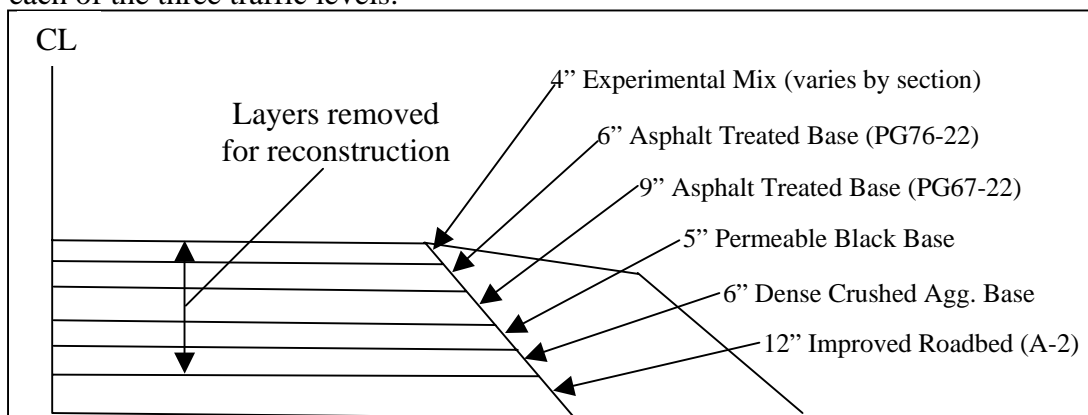 each of the three traffic levels.
CL
4” Experimental Mix (varies by section)
Layers removed
for reconstruction
6” Asphalt Treated Base (PG76-22)
9” Asphalt Treated Base (PG67-22)
5” Permeable Black Base
6” Dense Crushed Agg. Base
12” Improved Roadbed (A-2)